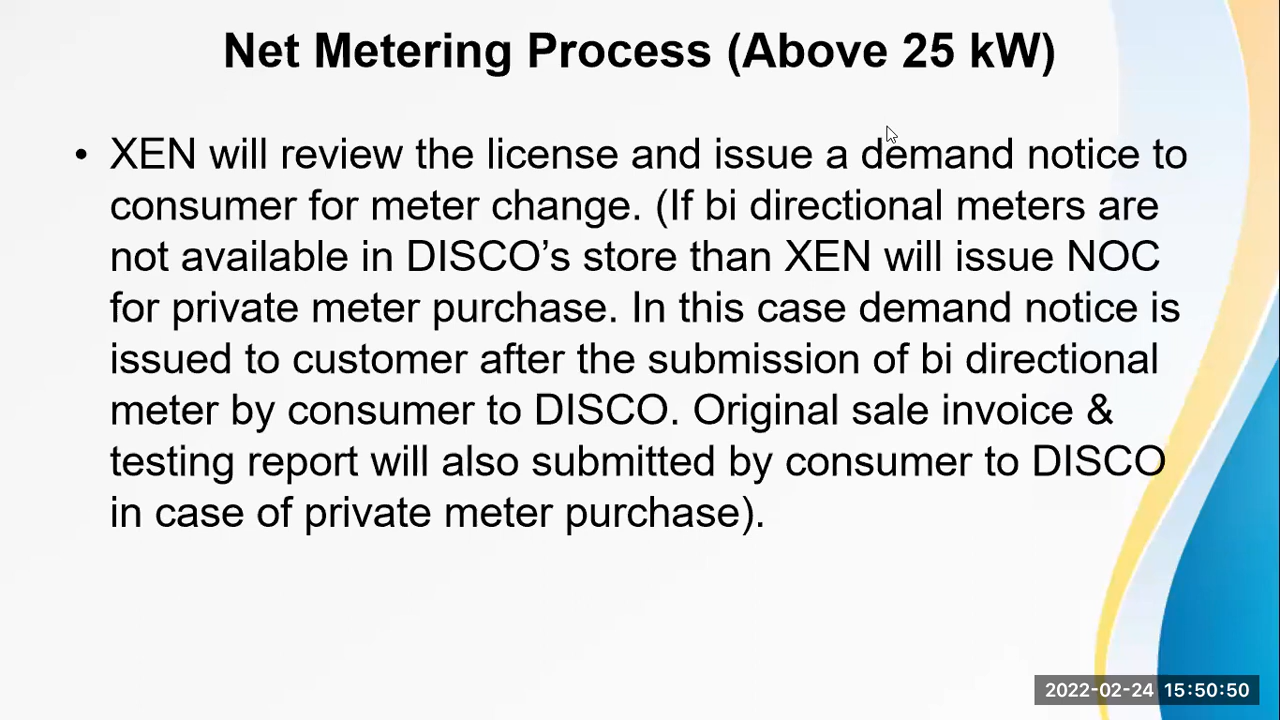 Net Metering Process (Above 25 kW)
• XEN will review the license and issue a demand notice to
consumer for meter change. (If bi directional meters are
not available in DISCO’s store than XEN will issue NOC
for private meter purchase. In this case demand notice is
issued to customer after the submission of bi directional
meter by consumer to DISCO. Original sale invoice &
testing report will also submitted by consumer to DISCO
in case of private meter purchase).
2022-02-24 15:50:50